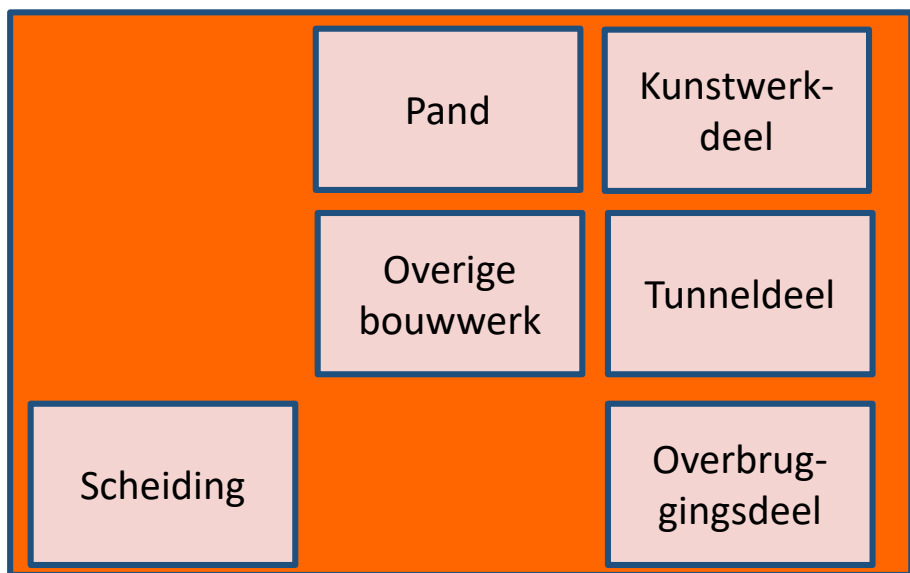 Pand
Kunstwerk-
deel
Overige
bouwwerk
Tunneldeel
Scheiding
Overbrug-
gingsdeel